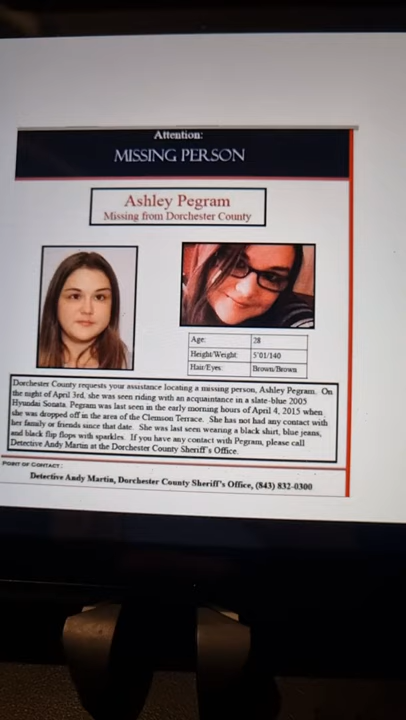 Attention:
MISSING PERSON
Ashley Pegram
Missing from Dorchester County
Age: 28
Height/Weight: 5'01/140
Hair/Eyes: Brown/Brown
Dorchester County requests your assistance locating a missing person, Ashley Pegram. On
the night of April 3rd, she was seen riding with an acquaintance in a slate-blue 2005
Hyundai Sonata. Pegram was last seen in the early morning hours of April 4, 2015 when
she was dropped off in the area of the Clemson Terrace. She has not had any contact with
her family or friends since that date. She was last seen wearing a black shirt, blue jeans,
and black flip flops with sparkles. If you have any contact with Pegram, please call
Detective Andy Martin at the Dorchester County Sheriff's Office.
POINT OF CONTACT:
Detective Andy Martin, Dorchester County Sheriff's Office, (843) 832-0300